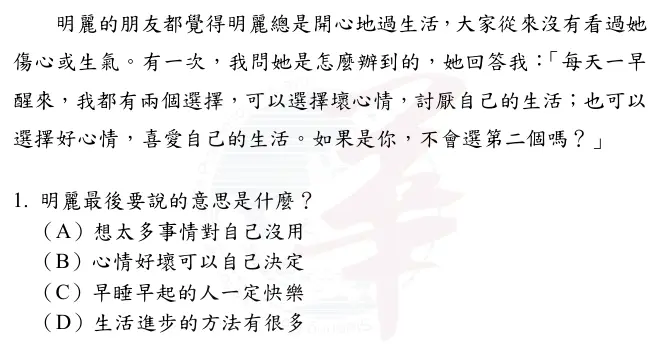 明麗的朋友都覺得明麗總是開心地過生活，大家從來沒有看過她
傷心或生氣。有一次，我問她是怎麼辦到的，她回答我：「每天一早
醒來，我都有兩個選擇，可以選擇壞心情，討厭自己的生活；也可以
選擇好心情，喜愛自己的生活。如果是你，不會選第二個嗎？」
1. 明麗最後要說的意思是什麼？
（A）想太多事情對自己沒用
（B）心情好壞可以自己決定
（C）早睡早起的人一定快樂
（D）生活進步的方法有很多